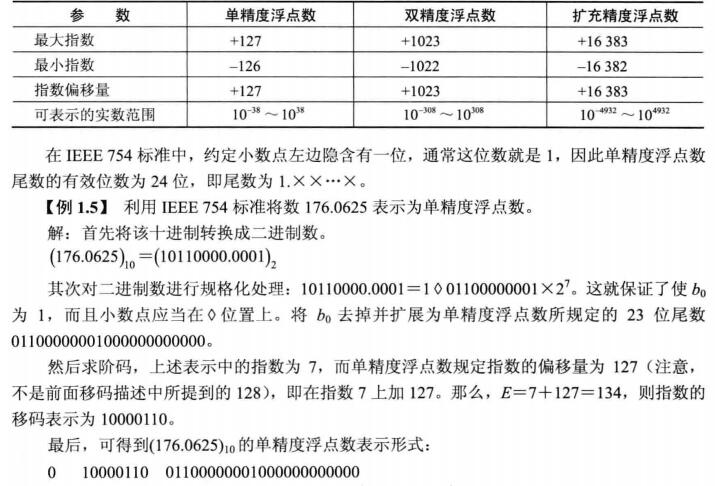 参 数 单精度浮点数 双精度浮点数 扩充精度浮点数
最大指数 +127 +1023 +16 383
最小指数 –126 –1022 –16 382
指数偏移量 +127 +1023 +16 383
可表示的实数范围 10⁻³⁸～10³⁸ 10⁻³⁰⁸～10³⁰⁸ 10⁻⁴⁹³²～10⁴⁹³²
在 IEEE 754 标准中，约定小数点左边隐含有一位，通常这位数就是 1，因此单精度浮点数
尾数的有效位数为 24 位，即尾数为 1.××…×。
【例 1.5】 利用 IEEE 754 标准将数 176.0625 表示为单精度浮点数。
解：首先将该十进制转换成二进制数。
(176.0625)₁₀＝(10110000.0001)₂
其次对二进制数进行规格化处理：10110000.0001＝1◊01100000001×2⁷。这就保证了使 b₀
为 1，而且小数点应当在◊位置上。将 b₀ 去掉并扩展为单精度浮点数所规定的 23 位尾数
01100000001000000000000。
然后求阶码，上述表示中的指数为 7，而单精度浮点数规定指数的偏移量为 127（注意，
不是前面移码描述中所提到的 128），即在指数 7 上加 127。那么，E＝7＋127＝134，则指数的
移码表示为 10000110。
最后，可得到(176.0625)₁₀的单精度浮点数表示形式：
0 10000110 01100000001000000000000